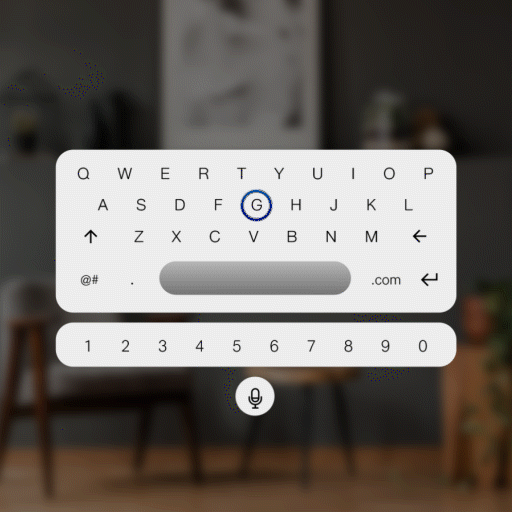 Q W E R T Y U I O P
A S D F G H J K L
Z X C V B N M
@# . .com
1 2 3 4 5 6 7 8 9 0